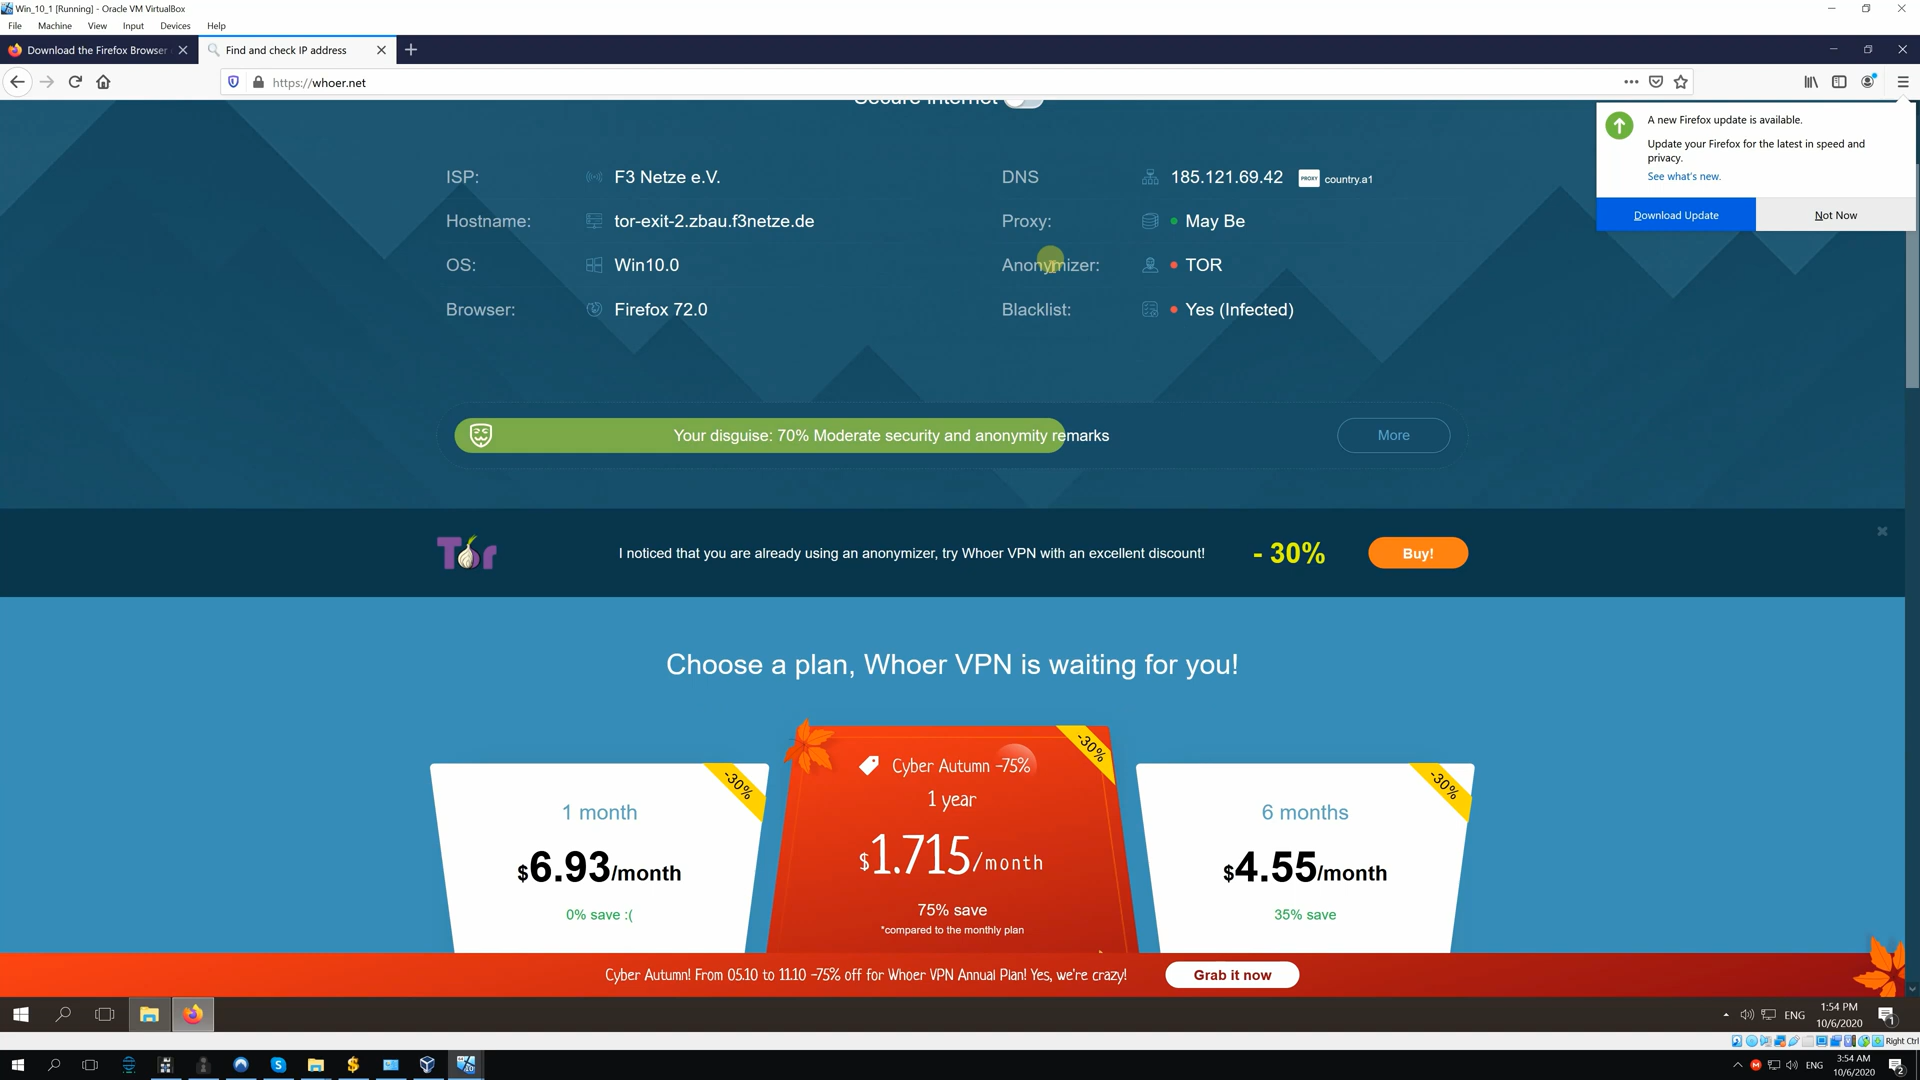 Win_10_1 [Running] - Oracle VM VirtualBox
File Machine View Input Devices Help
Download the Firefox Browser
Find and check IP address
https://whoer.net
Secure Internet
A new Firefox update is available.
Update your Firefox for the latest in speed and
privacy.
See what's new.
Download Update
Not Now
ISP: F3 Netze e.V.
DNS 185.121.69.42 PROXY country.a1
Hostname: tor-exit-2.zbau.f3netze.de
Proxy: May Be
OS: Win10.0
Anonymizer: TOR
Browser: Firefox 72.0
Blacklist: Yes (Infected)
Your disguise: 70% Moderate security and anonymity remarks
More
Tor
I noticed that you are already using an anonymizer, try Whoer VPN with an excellent discount!
- 30%
Buy!
Choose a plan, Whoer VPN is waiting for you!
-30%
1 month
$6.93/month
0% save :(
-30%
Cyber Autumn -75%
1 year
$1.715/month
75% save
*compared to the monthly plan
-30%
6 months
$4.55/month
35% save
Cyber Autumn! From 05.10 to 11.10 -75% off for Whoer VPN Annual Plan! Yes, we're crazy!
Grab it now
ENG
1:54 PM
10/6/2020
1
Right Ctrl
ENG
3:54 AM
10/6/2020
2